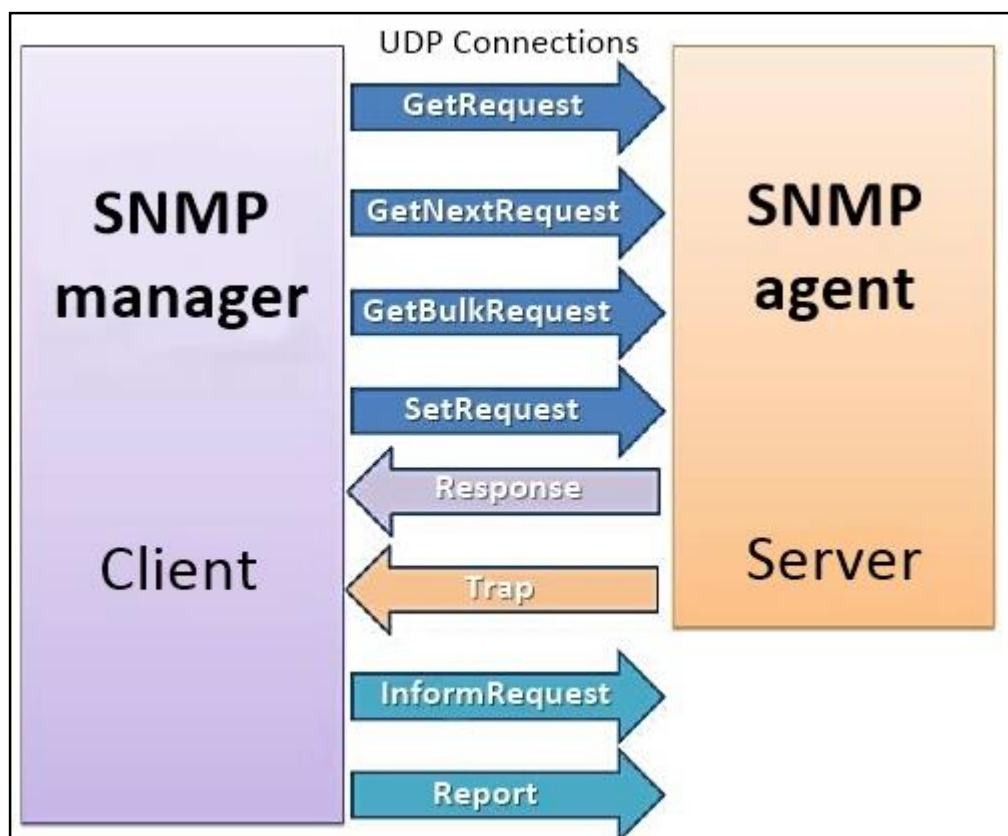 UDP Connections
SNMP
manager
Client
GetRequest
GetNextRequest
GetBulkRequest
SetRequest
Response
Trap
InformRequest
Report
SNMP
agent
Server